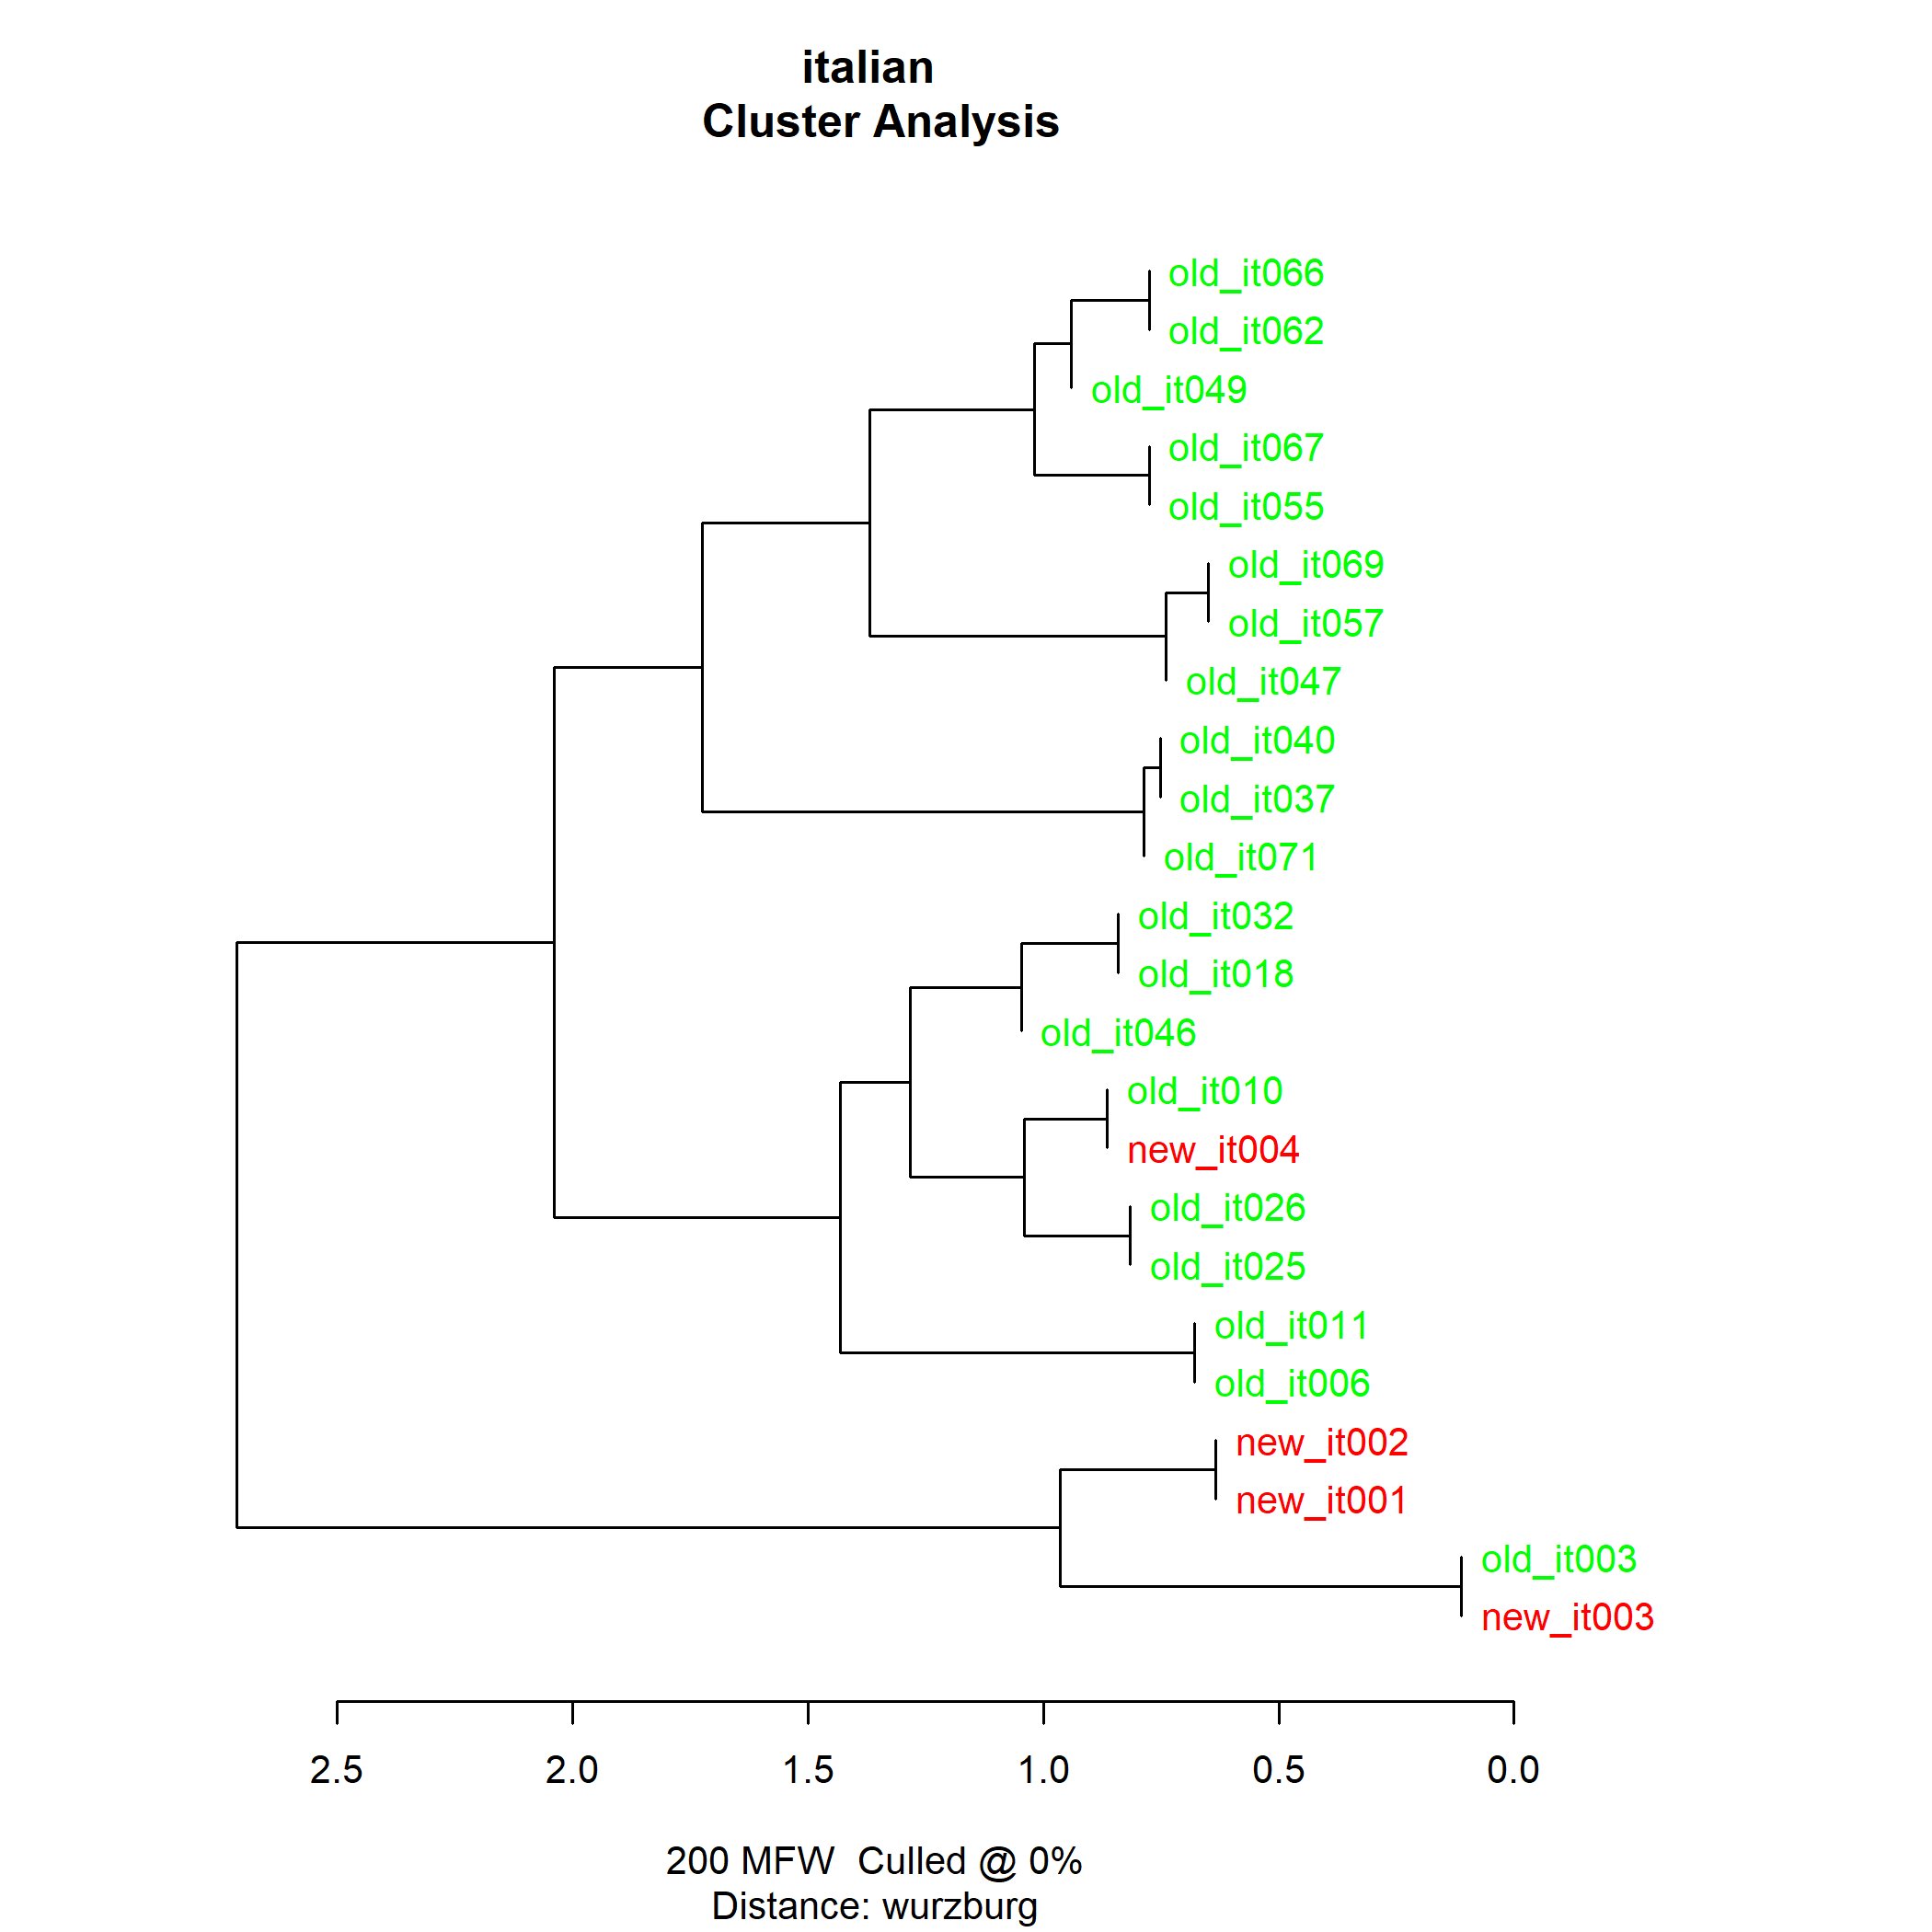 italian
Cluster Analysis
old_it066
old_it062
old_it049
old_it067
old_it055
old_it069
old_it057
old_it047
old_it040
old_it037
old_it071
old_it032
old_it018
old_it046
old_it010
new_it004
old_it026
old_it025
old_it011
old_it006
new_it002
new_it001
old_it003
new_it003
2.5 2.0 1.5 1.0 0.5 0.0
200 MFW  Culled @ 0%
Distance: wurzburg